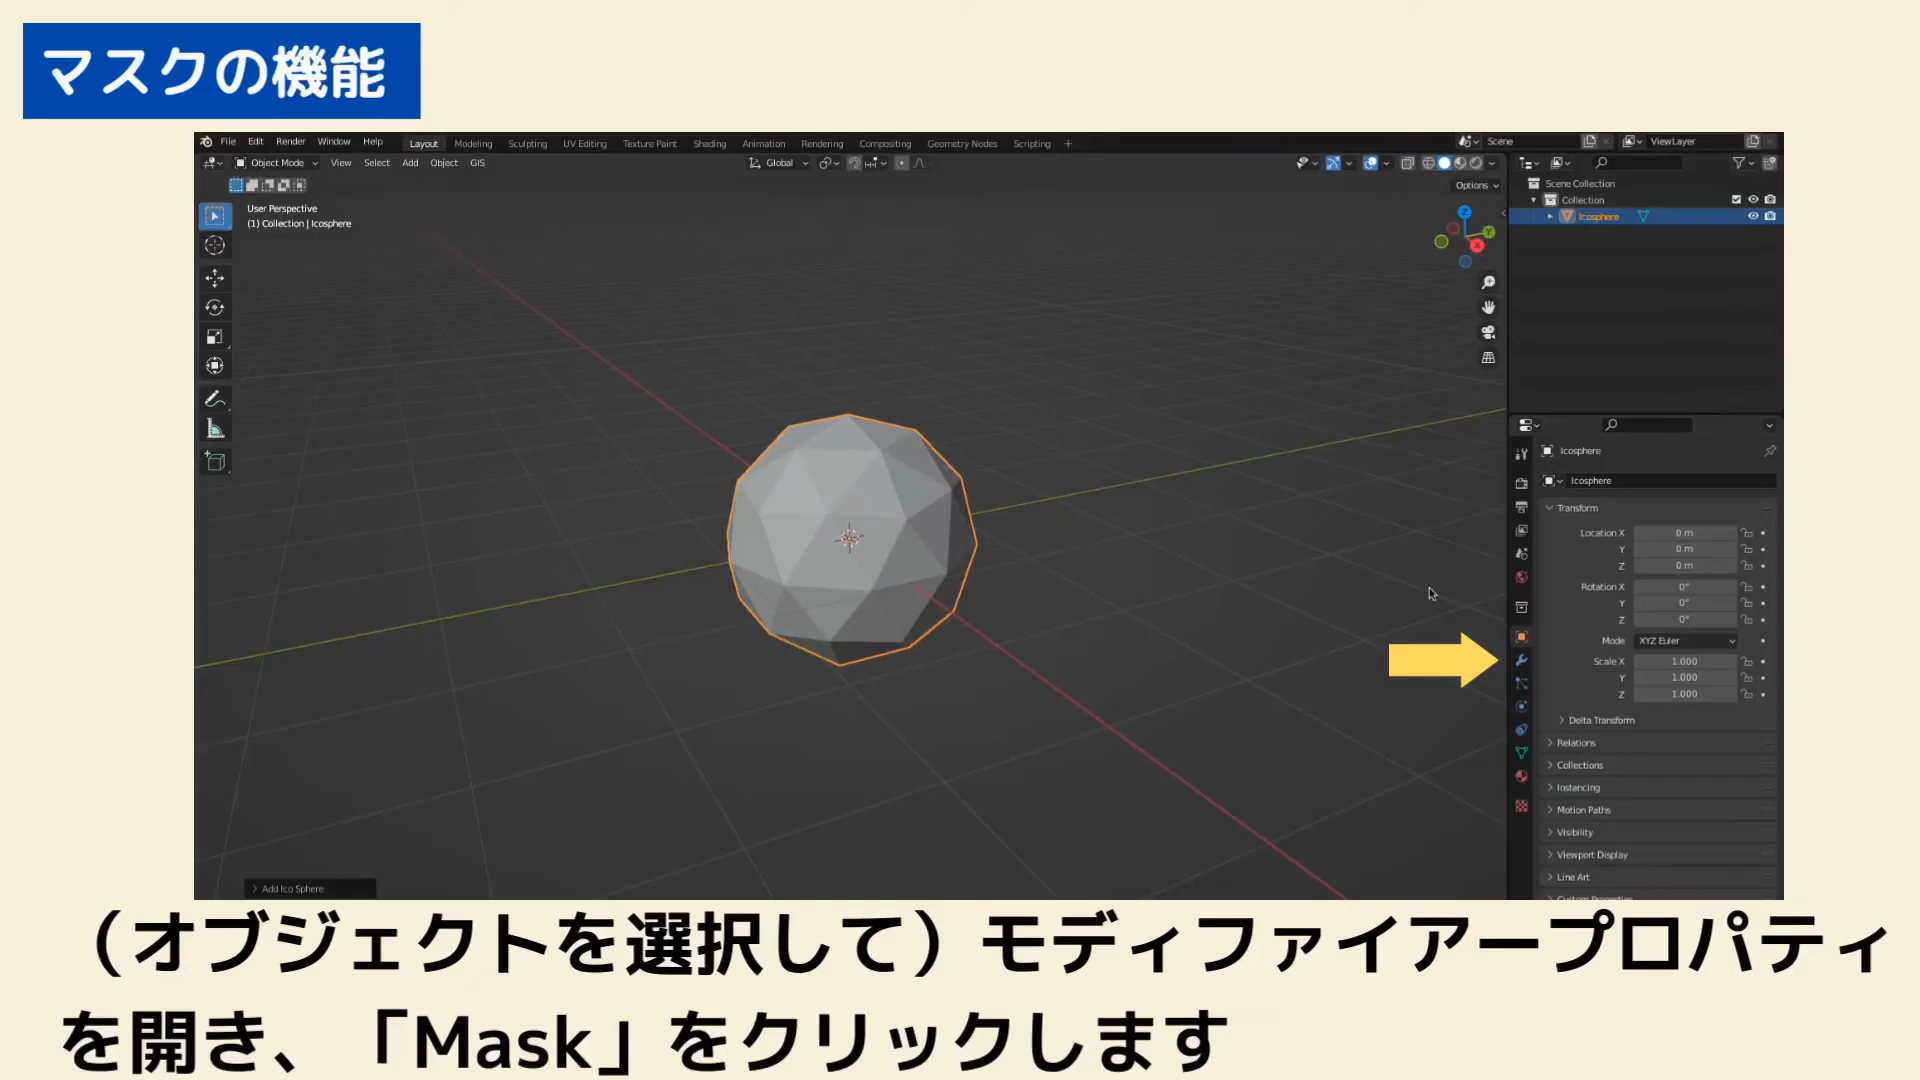 マスクの機能
File Edit Render Window Help Layout Modeling Sculpting UV Editing Texture Paint Shading Animation Rendering Compositing Geometry Nodes Scripting + Scene ViewLayer
Object Mode View Select Add Object GIS Global
Options
User Perspective
(1) Collection | Icosphere
Z
Y
X
Scene Collection
Collection
Icosphere
Icosphere
Icosphere
Transform
Location X 0 m
Y 0 m
Z 0 m
Rotation X 0°
Y 0°
Z 0°
Mode XYZ Euler
Scale X 1.000
Y 1.000
Z 1.000
Delta Transform
Relations
Collections
Instancing
Motion Paths
Visibility
Viewport Display
Line Art
Custom Properties
Add Ico Sphere
（オブジェクトを選択して）モディファイアープロパティ
を開き、「Mask」をクリックします